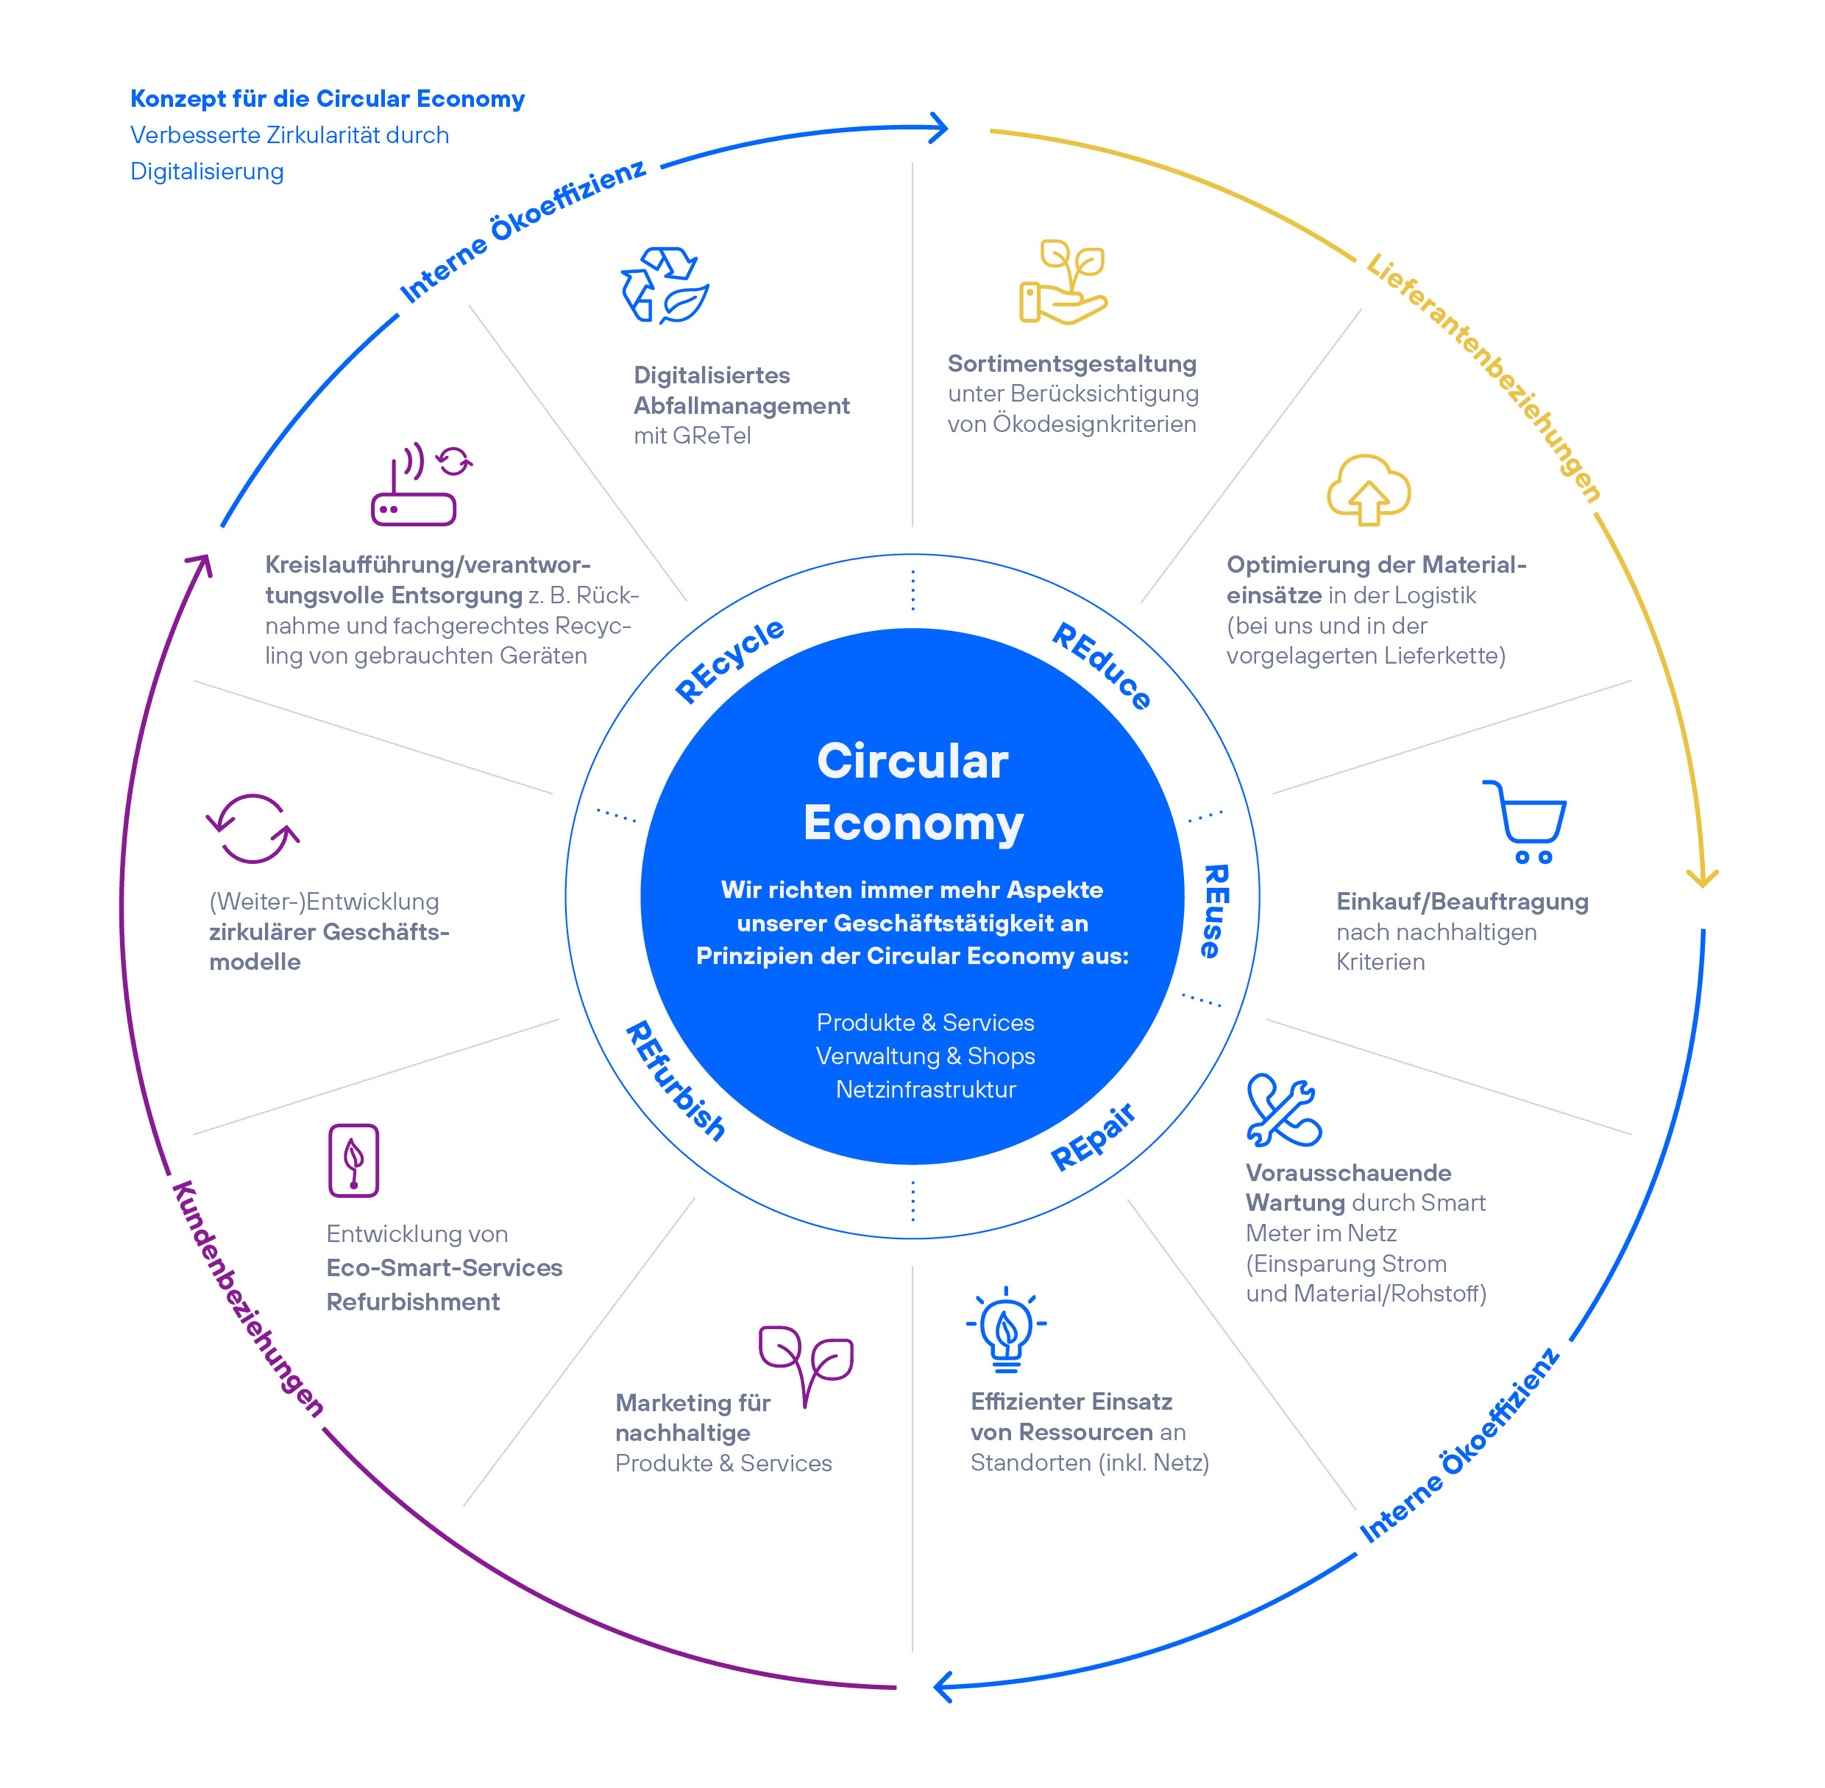 Konzept für die Circular Economy
Verbesserte Zirkularität durch
Digitalisierung
Interne Ökoeffizienz
Lieferantenbeziehungen
Interne Ökoeffizienz
Kundenbeziehungen
Digitalisiertes
Abfallmanagement
mit GReTel
Sortimentsgestaltung
unter Berücksichtigung
von Ökodesignkriterien
Optimierung der Material-
einsätze in der Logistik
(bei uns und in der
vorgelagerten Lieferkette)
Einkauf/Beauftragung
nach nachhaltigen
Kriterien
Vorausschauende
Wartung durch Smart
Meter im Netz
(Einsparung Strom
und Material/Rohstoff)
Effizienter Einsatz
von Ressourcen an
Standorten (inkl. Netz)
Marketing für
nachhaltige
Produkte & Services
Entwicklung von
Eco-Smart-Services
Refurbishment
(Weiter-)Entwicklung
zirkulärer Geschäfts-
modelle
Kreislaufführung/verantwor-
tungsvolle Entsorgung z. B. Rück-
nahme und fachgerechtes Recyc-
ling von gebrauchten Geräten
REcycle
REduce
REuse
REpair
REfurbish
Circular
Economy
Wir richten immer mehr Aspekte
unserer Geschäftstätigkeit an
Prinzipien der Circular Economy aus:
Produkte & Services
Verwaltung & Shops
Netzinfrastruktur